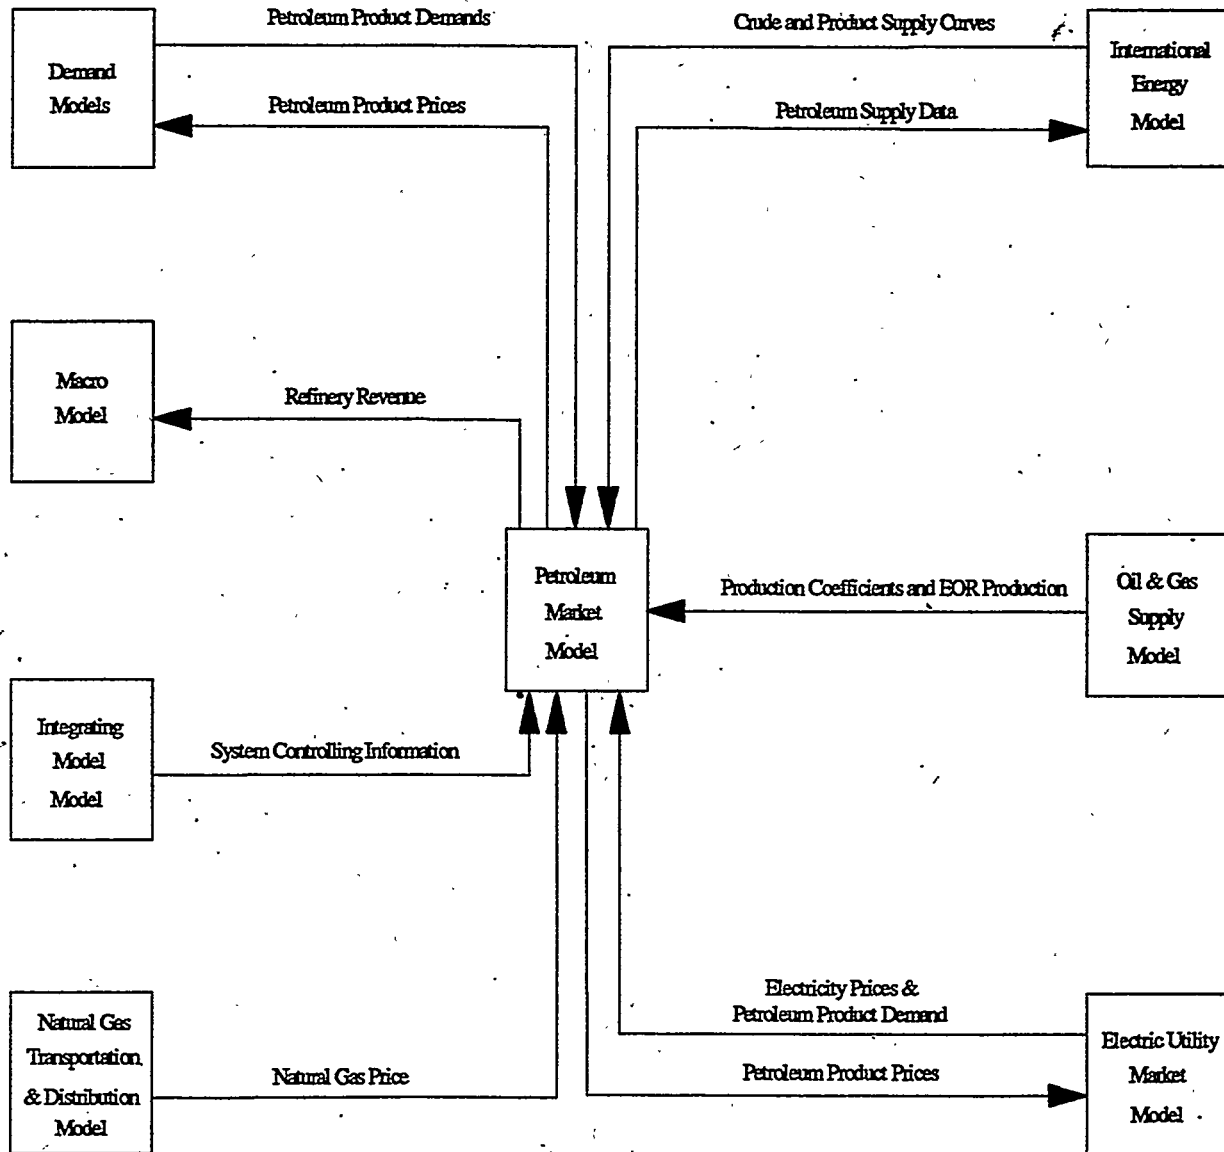 Petroleum Product Demands
Crude and Product Supply Curves
Demand
Models
International
Energy
Model
Petroleum Product Prices
Petroleum Supply Data
Macro
Model
Refinery Revenue
Petroleum
Market
Model
Production Coefficients and EOR Production
Oil & Gas
Supply
Model
Integrating
Model
Model
System Controlling Information
Natural Gas
Transportation
& Distribution
Model
Natural Gas Price
Electricity Prices &
Petroleum Product Demand
Petroleum Product Prices
Electric Utility
Market
Model